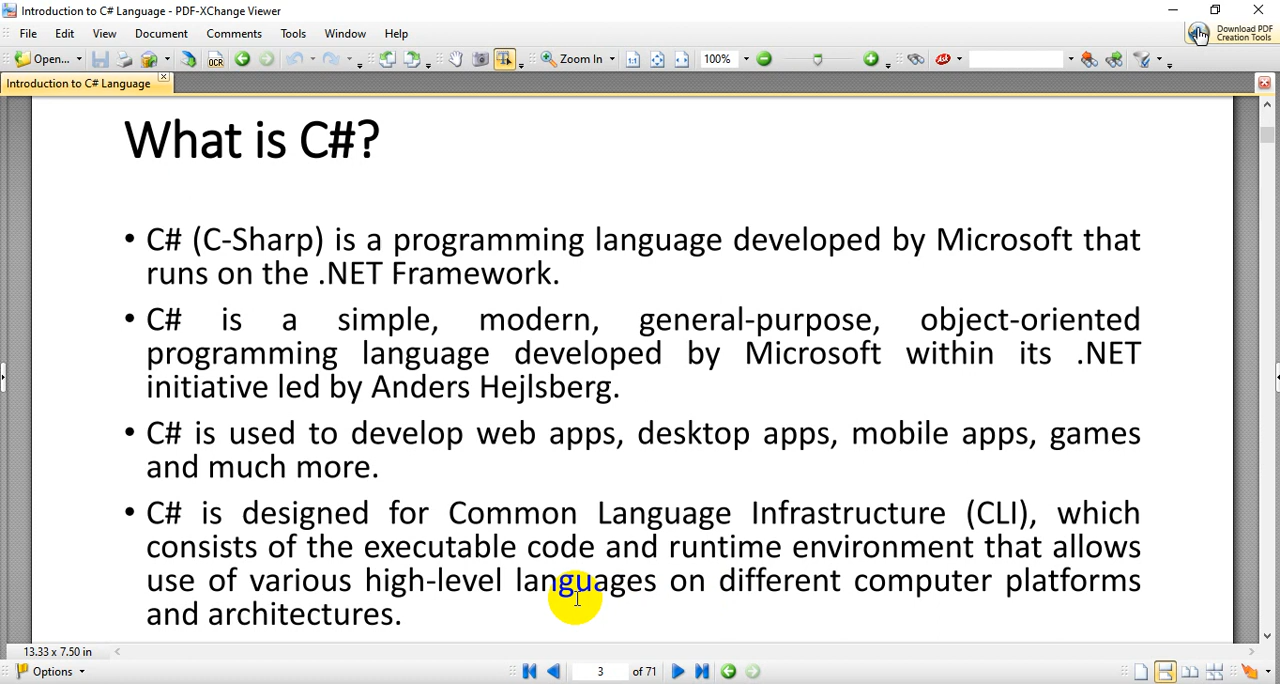 Introduction to C# Language - PDF-XChange Viewer
File Edit View Document Comments Tools Window Help
Download PDF
Creation Tools
Open... OCR Zoom In 100%
Introduction to C# Language
What is C#?
• C# (C-Sharp) is a programming language developed by Microsoft that
runs on the .NET Framework.
• C# is a simple, modern, general-purpose, object-oriented
programming language developed by Microsoft within its .NET
initiative led by Anders Hejlsberg.
• C# is used to develop web apps, desktop apps, mobile apps, games
and much more.
• C# is designed for Common Language Infrastructure (CLI), which
consists of the executable code and runtime environment that allows
use of various high-level languages on different computer platforms
and architectures.
13.33 x 7.50 in
Options 3 of 71